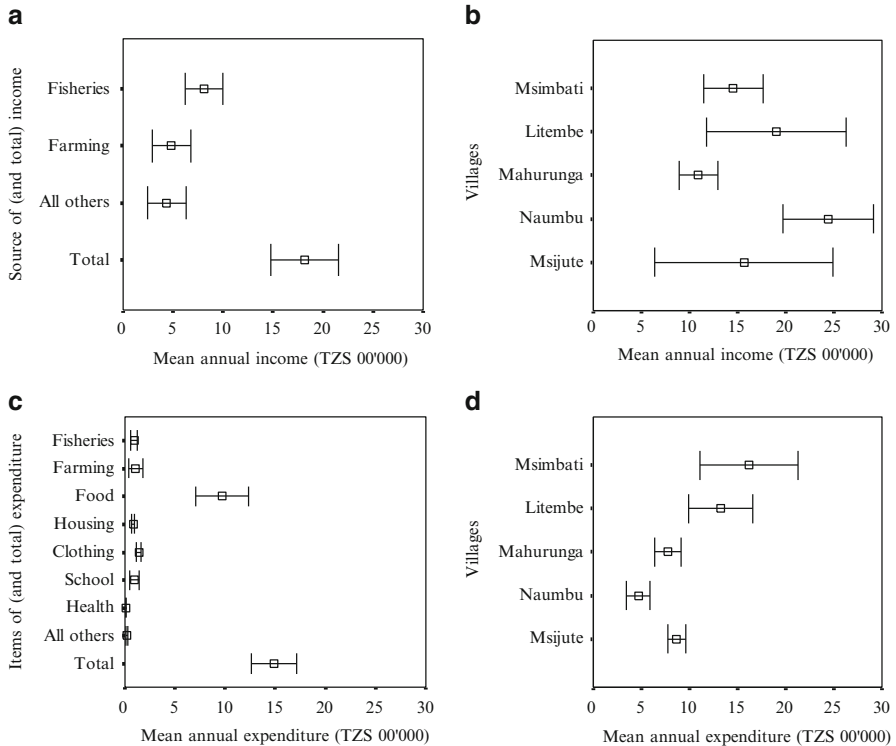 a
Source of (and total) income
Fisheries
Farming
All others
Total
0 5 10 15 20 25 30
Mean annual income (TZS 00'000)
b
Villages
Msimbati
Litembe
Mahurunga
Naumbu
Msijute
0 5 10 15 20 25 30
Mean annual income (TZS 00'000)
c
Items of (and total) expenditure
Fisheries
Farming
Food
Housing
Clothing
School
Health
All others
Total
0 5 10 15 20 25 30
Mean annual expenditure (TZS 00'000)
d
Villages
Msimbati
Litembe
Mahurunga
Naumbu
Msijute
0 5 10 15 20 25 30
Mean annual expenditure (TZS 00'000)